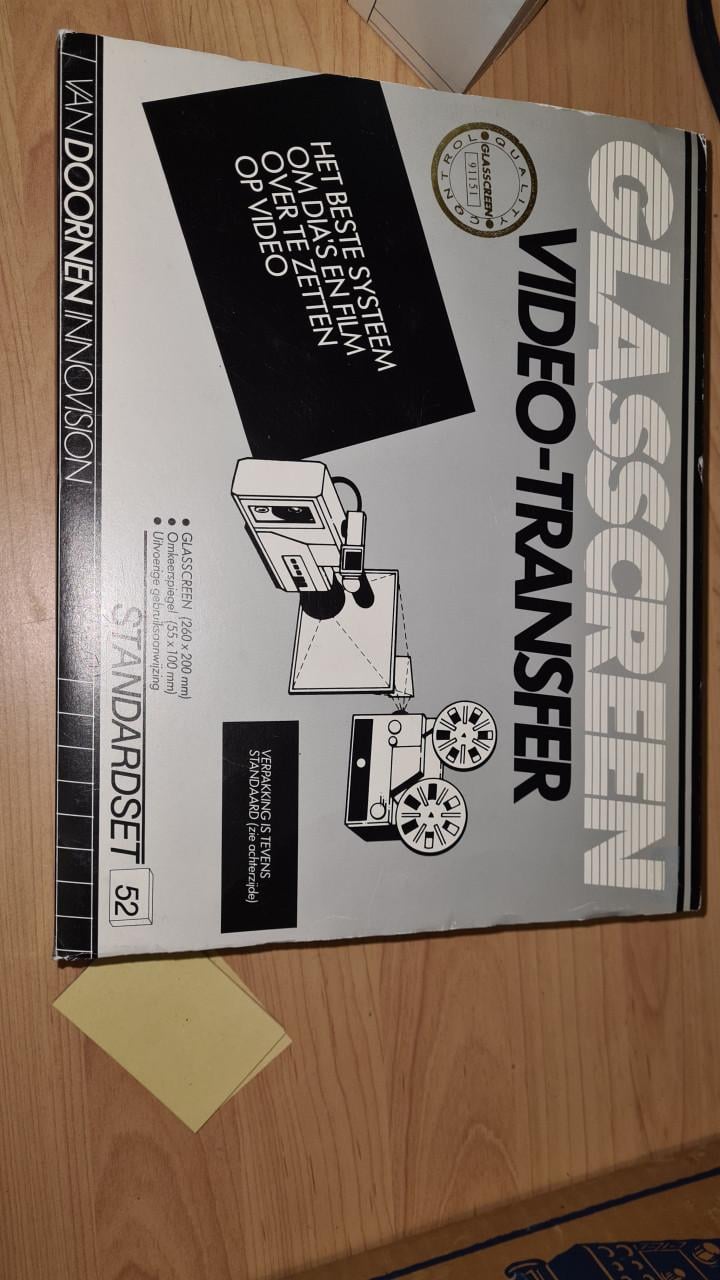 GLASSCREEN
VIDEO-TRANSFER
QUALITY
GLASSCREEN
91151
CONTROL
HET BESTE SYSTEEM
OM DIA'S EN FILM
OVER TE ZETTEN
OP VIDEO
VERPAKKING IS TEVENS
STANDAARD (zie achterzijde)
GLASSCREEN (260 x 200 mm)
Omkeerspiegel (55 x 100 mm)
Uitvoerige gebruiksaanwijzing
STANDARDSET 52
VAN DOORNEN INNOVISION